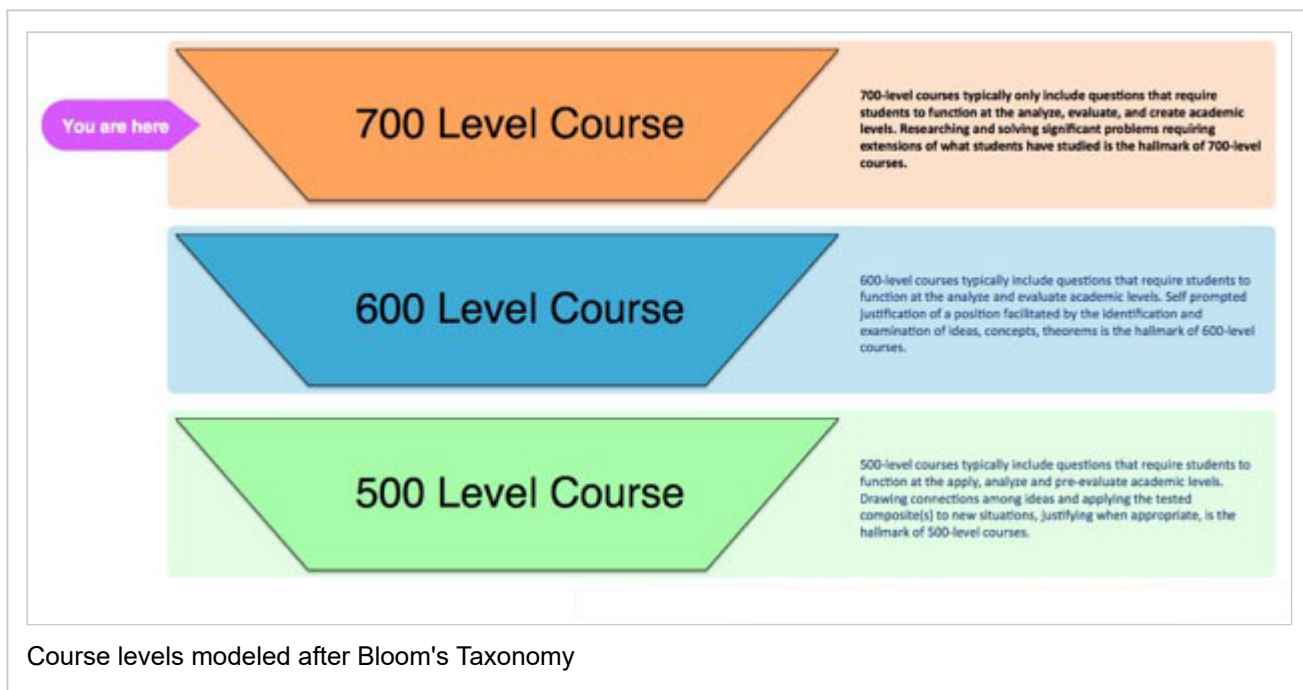 You are here
700 Level Course
700-level courses typically only include questions that require
students to function at the analyze, evaluate, and create academic
levels. Researching and solving significant problems requiring
extensions of what students have studied is the hallmark of 700-level
courses.
600 Level Course
600-level courses typically include questions that require students to
function at the analyze and evaluate academic levels. Self prompted
justification of a position facilitated by the identification and
examination of ideas, concepts, theorems is the hallmark of 600-level
courses.
500 Level Course
500-level courses typically include questions that require students to
function at the apply, analyze and pre-evaluate academic levels.
Drawing connections among ideas and applying the tested
composite(s) to new situations, justifying when appropriate, is the
hallmark of 500-level courses.
Course levels modeled after Bloom's Taxonomy